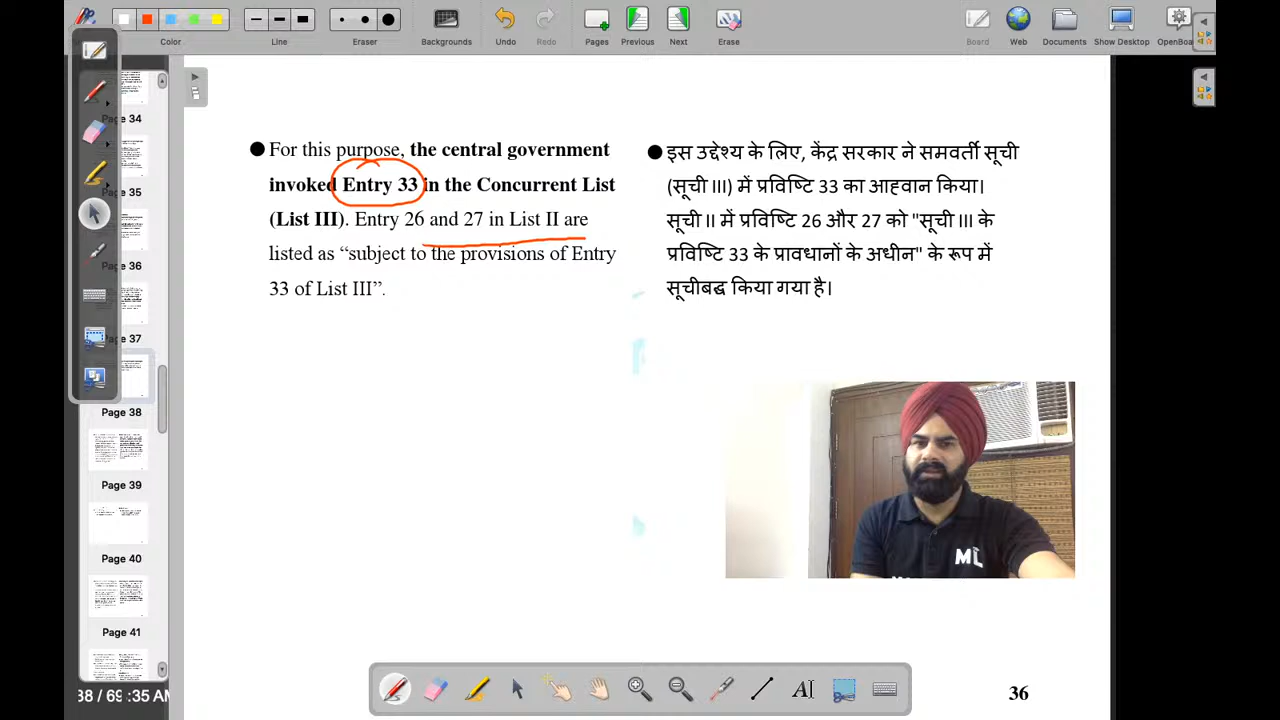 Color
Line
Eraser
Backgrounds
Undo
Redo
Pages
Previous
Next
Erase
Board
Web
Documents
Show Desktop
Page 34
Page 35
Page 36
Page 37
Page 38
Page 39
Page 40
Page 41
● For this purpose, the central government
invoked Entry 33 in the Concurrent List
(List III). Entry 26 and 27 in List II are
listed as “subject to the provisions of Entry
33 of List III”.
● इस उद्देश्य के लिए, केंद्र सरकार ने समवर्ती सूची
(सूची III) में प्रविष्टि 33 का आह्वान किया।
सूची II में प्रविष्टि 26 और 27 को "सूची III के
प्रविष्टि 33 के प्रावधानों के अधीन" के रूप में
सूचीबद्ध किया गया है।
ML
36